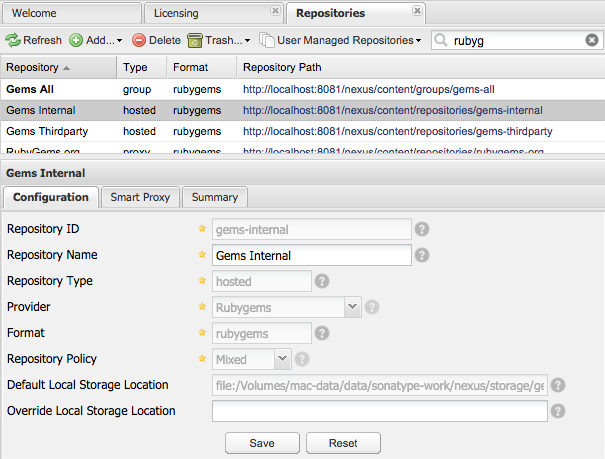 Welcome Licensing Repositories
Refresh Add... Delete Trash... User Managed Repositories rubyg
Repository Type Format Repository Path
Gems All group rubygems http://localhost:8081/nexus/content/groups/gems-all
Gems Internal hosted rubygems http://localhost:8081/nexus/content/repositories/gems-internal
Gems Thirdparty hosted rubygems http://localhost:8081/nexus/content/repositories/gems-thirdparty
RubyGems.org proxy rubygems http://localhost:8081/nexus/content/repositories/rubygems-org
Gems Internal
Configuration Smart Proxy Summary
Repository ID gems-internal
Repository Name Gems Internal
Repository Type hosted
Provider Rubygems
Format rubygems
Repository Policy Mixed
Default Local Storage Location file:/Volumes/mac-data/data/sonatype-work/nexus/storage/ge
Override Local Storage Location
Save Reset